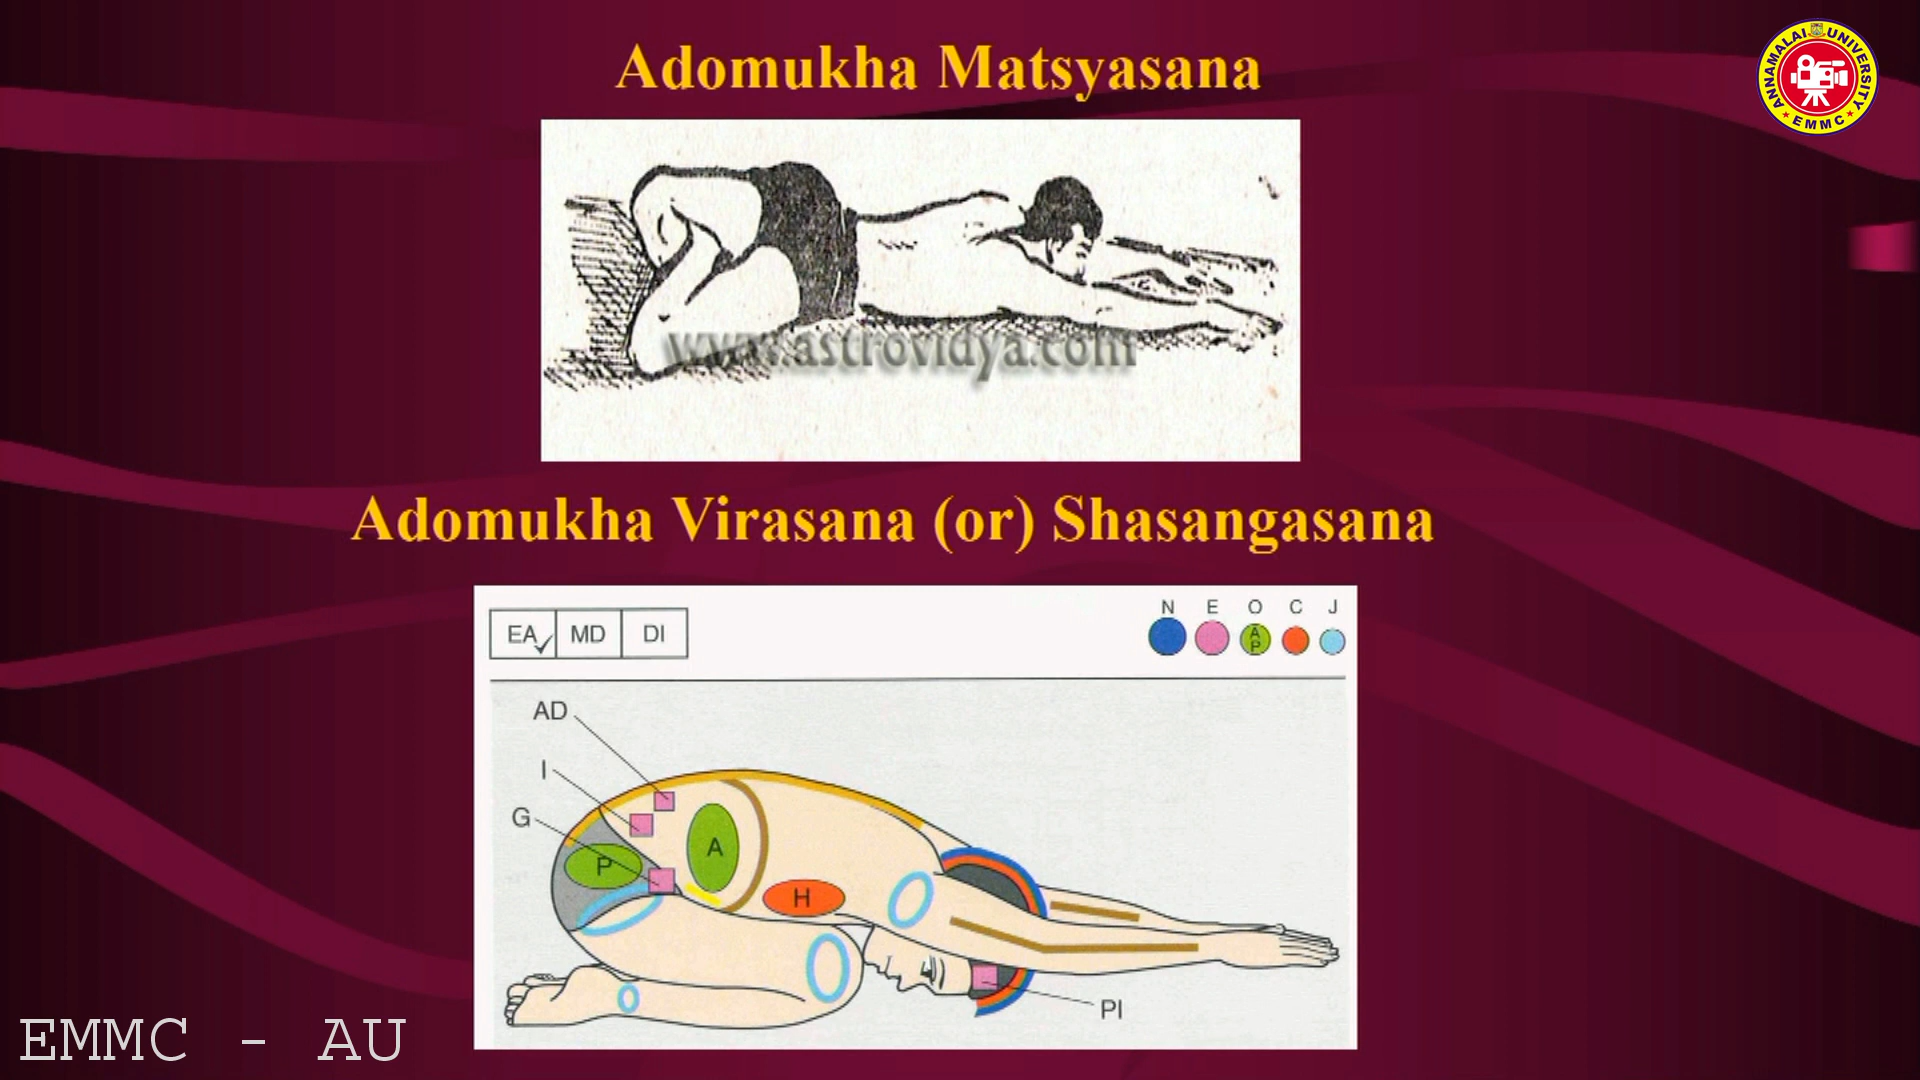 Adomukha Matsyasana
ANNAMALAI UNIVERSITY
EMMC
www.astrovidya.com
Adomukha Virasana (or) Shasangasana
EA MD DI
N E O C J
A
P
AD
I
G
P
A
H
PI
EMMC - AU